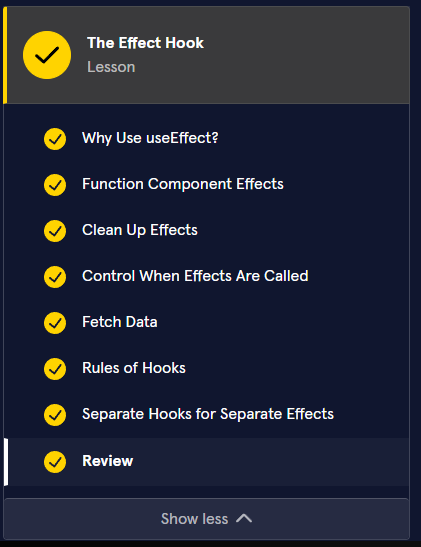 The Effect Hook
Lesson
Why Use useEffect?
Function Component Effects
Clean Up Effects
Control When Effects Are Called
Fetch Data
Rules of Hooks
Separate Hooks for Separate Effects
Review
Show less